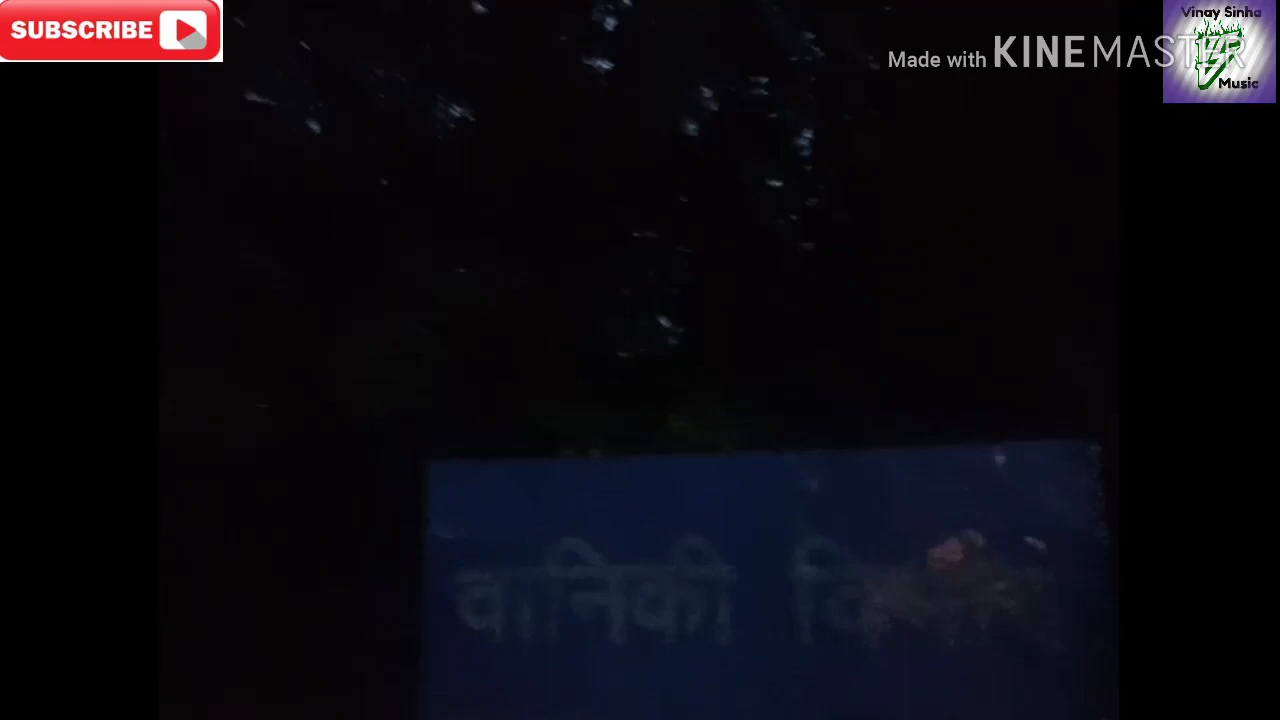 SUBSCRIBE
Made with KINEMASTER
Vinay Sinha
Music
वानिकी